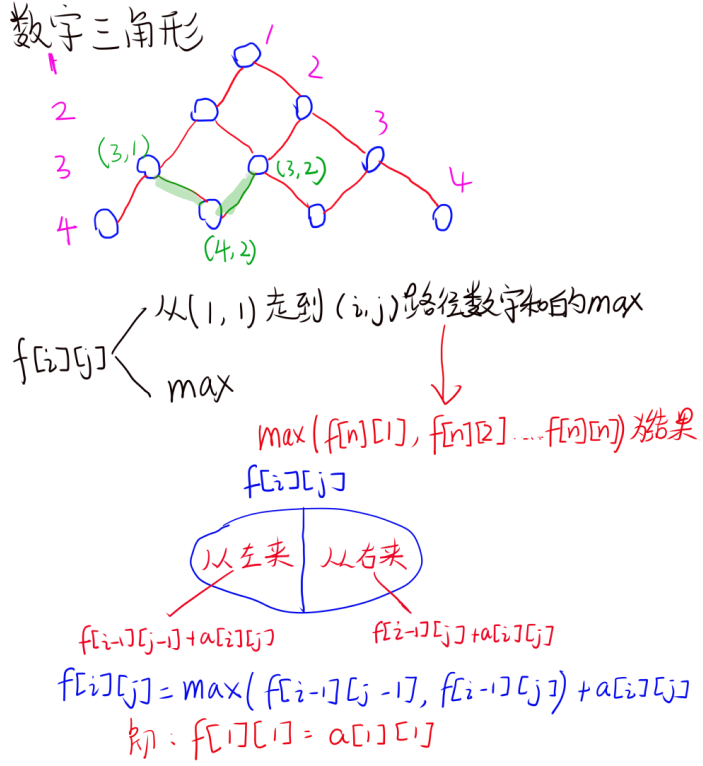 数字三角形
1
1
2
2
3
3
4
4
(3,1)
(3,2)
(4,2)
从(1,1)走到(i,j)路径数字和的max
f[i][j]
max
max(f[n][1],f[n][2]....f[n][n])为结果
f[i][j]
从左来 从右来
f[i-1][j-1]+a[i][j] f[i-1][j]+a[i][j]
f[i][j]=max(f[i-1][j-1],f[i-1][j])+a[i][j]
初:f[1][1]=a[1][1]